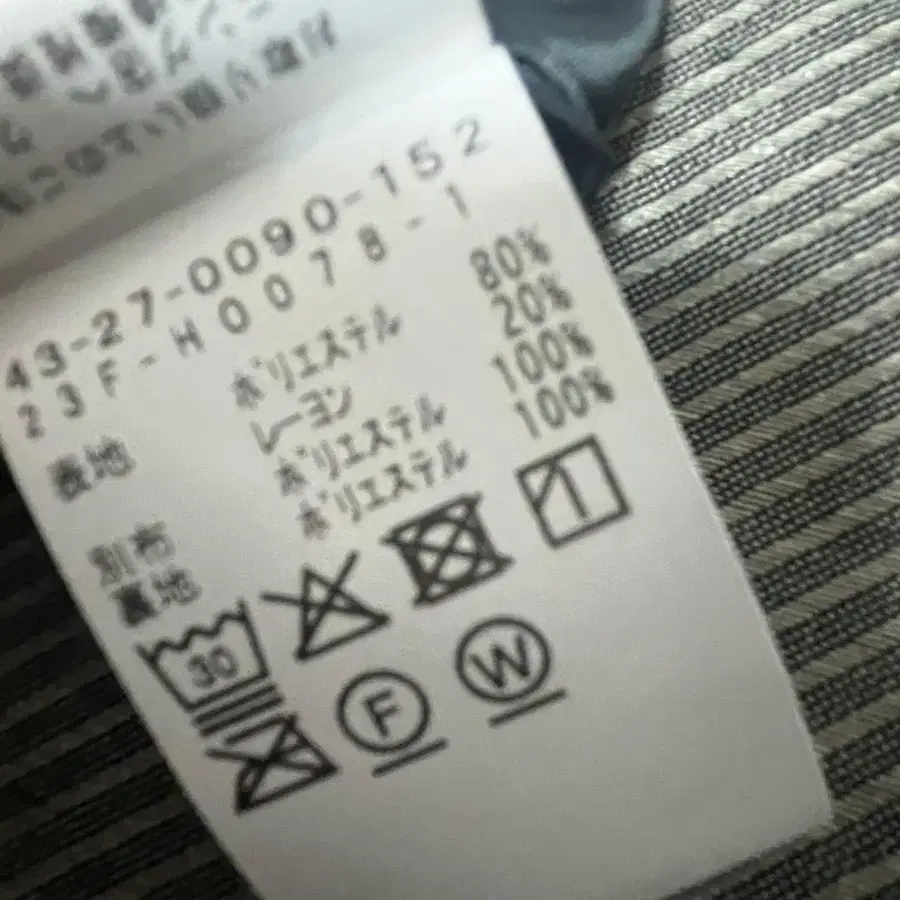 43-27-0090-152
23F-H0078-1
表地 ポリエステル 80%
レーヨン 20%
別布 ポリエステル 100%
裏地 ポリエステル 100%
30
F W